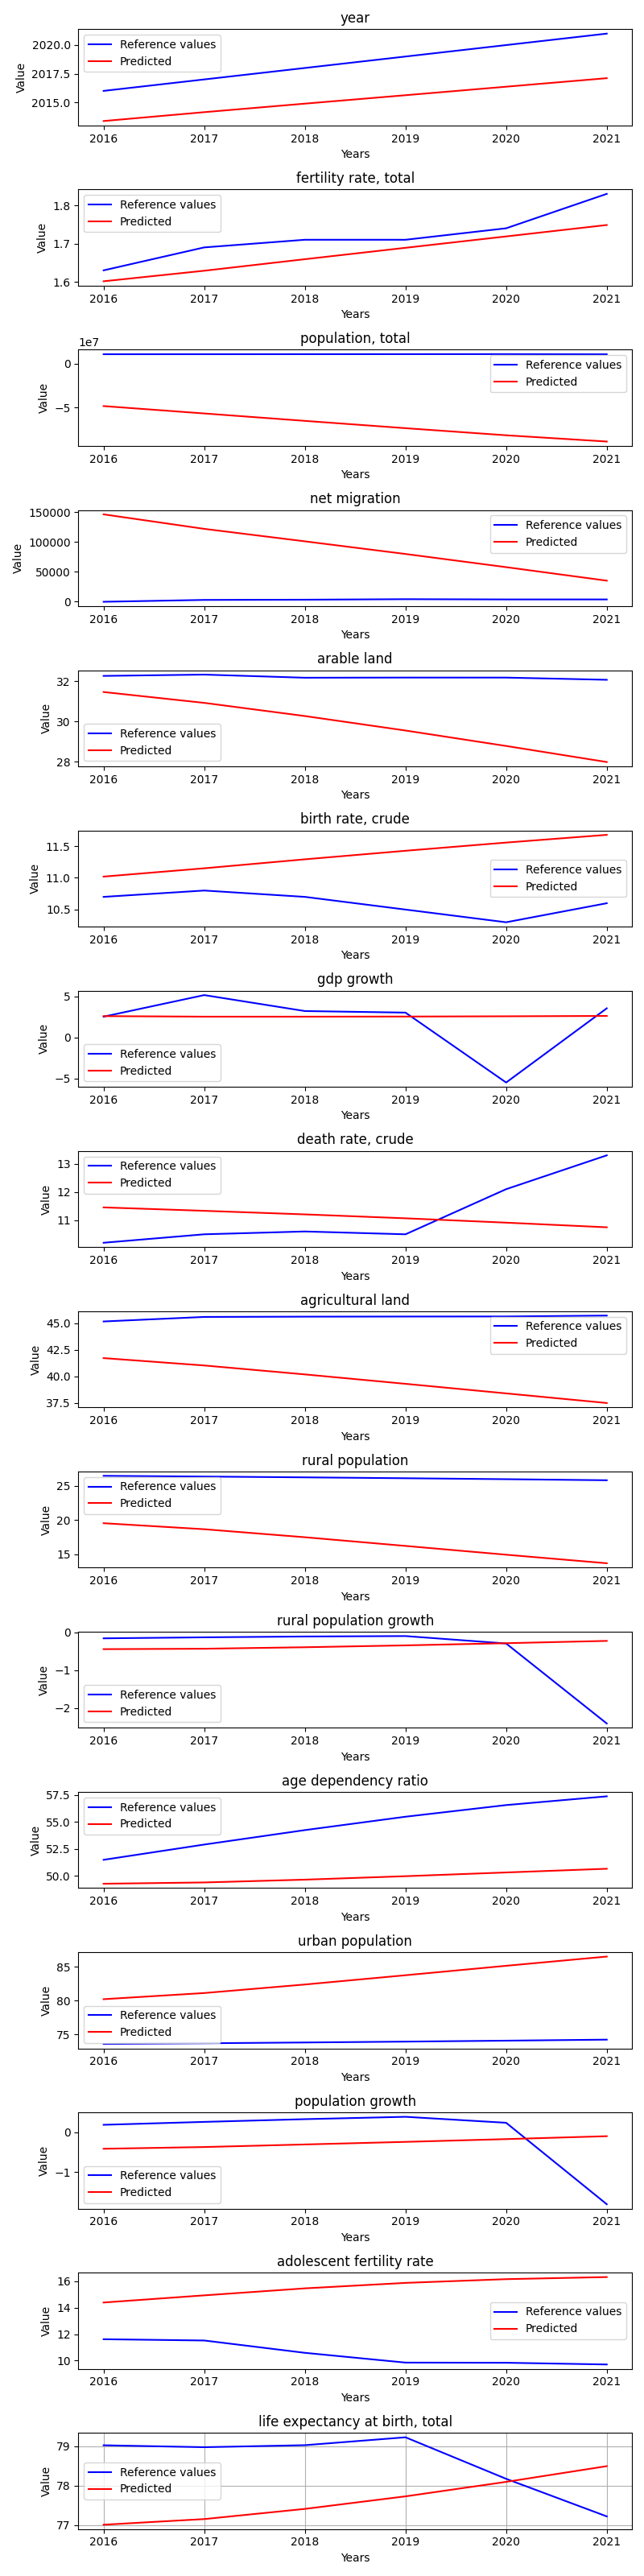 year
2020.0
2017.5
2015.0
Value
Reference values
Predicted
2016 2017 2018 2019 2020 2021
Years
fertility rate, total
1.8
1.7
1.6
Value
Reference values
Predicted
2016 2017 2018 2019 2020 2021
Years
population, total
1e7
0
−5
Value
Reference values
Predicted
2016 2017 2018 2019 2020 2021
Years
net migration
150000
100000
50000
0
Value
Reference values
Predicted
2016 2017 2018 2019 2020 2021
Years
arable land
32
30
28
Value
Reference values
Predicted
2016 2017 2018 2019 2020 2021
Years
birth rate, crude
11.5
11.0
10.5
Value
Reference values
Predicted
2016 2017 2018 2019 2020 2021
Years
gdp growth
5
0
−5
Value
Reference values
Predicted
2016 2017 2018 2019 2020 2021
Years
death rate, crude
13
12
11
Value
Reference values
Predicted
2016 2017 2018 2019 2020 2021
Years
agricultural land
45.0
42.5
40.0
37.5
Value
Reference values
Predicted
2016 2017 2018 2019 2020 2021
Years
rural population
25
20
15
Value
Reference values
Predicted
2016 2017 2018 2019 2020 2021
Years
rural population growth
0
−1
−2
Value
Reference values
Predicted
2016 2017 2018 2019 2020 2021
Years
age dependency ratio
57.5
55.0
52.5
50.0
Value
Reference values
Predicted
2016 2017 2018 2019 2020 2021
Years
urban population
85
80
75
Value
Reference values
Predicted
2016 2017 2018 2019 2020 2021
Years
population growth
0
−1
Value
Reference values
Predicted
2016 2017 2018 2019 2020 2021
Years
adolescent fertility rate
16
14
12
10
Value
Reference values
Predicted
2016 2017 2018 2019 2020 2021
Years
life expectancy at birth, total
79
78
77
Value
Reference values
Predicted
2016 2017 2018 2019 2020 2021
Years